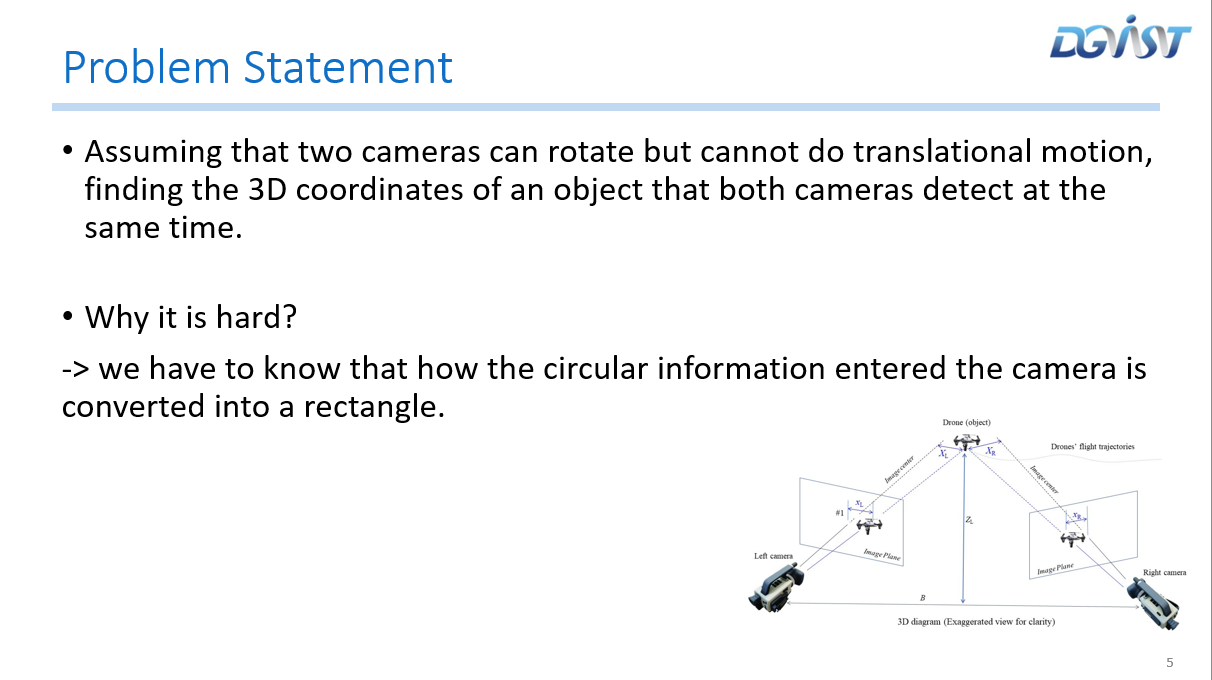 DGIST
Problem Statement
• Assuming that two cameras can rotate but cannot do translational motion,
finding the 3D coordinates of an object that both cameras detect at the
same time.
• Why it is hard?
-> we have to know that how the circular information entered the camera is
converted into a rectangle.
Drone (object)
Drones' flight trajectories
X_L
X_R
Image center
Image center
x_L
#1
Z_L
x_R
Image Plane
Image Plane
Left camera
Right camera
B
3D diagram (Exaggerated view for clarity)
5